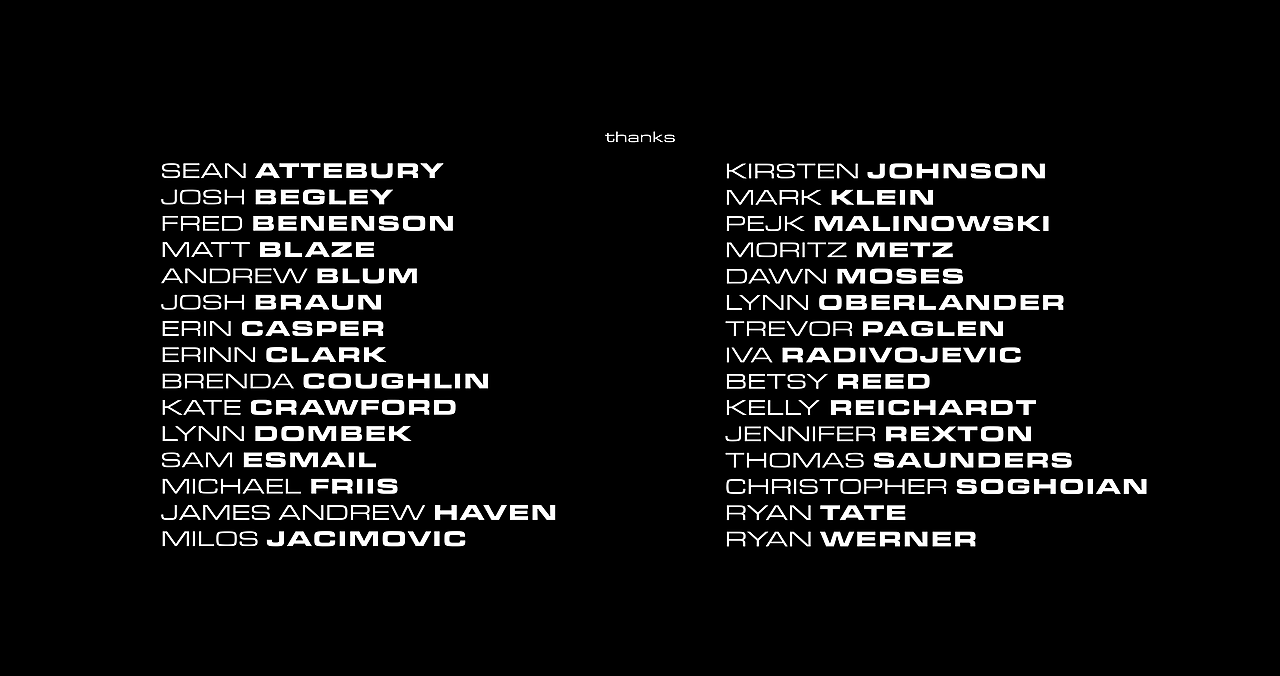 thanks
SEAN ATTEBURY
JOSH BEGLEY
FRED BENENSON
MATT BLAZE
ANDREW BLUM
JOSH BRAUN
ERIN CASPER
ERINN CLARK
BRENDA COUGHLIN
KATE CRAWFORD
LYNN DOMBEK
SAM ESMAIL
MICHAEL FRIIS
JAMES ANDREW HAVEN
MILOS JACIMOVIC
KIRSTEN JOHNSON
MARK KLEIN
PEJK MALINOWSKI
MORITZ METZ
DAWN MOSES
LYNN OBERLANDER
TREVOR PAGLEN
IVA RADIVOJEVIC
BETSY REED
KELLY REICHARDT
JENNIFER REXTON
THOMAS SAUNDERS
CHRISTOPHER SOGHOIAN
RYAN TATE
RYAN WERNER